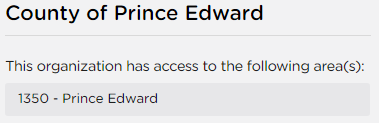 County of Prince Edward
This organization has access to the following area(s):
1350 - Prince Edward